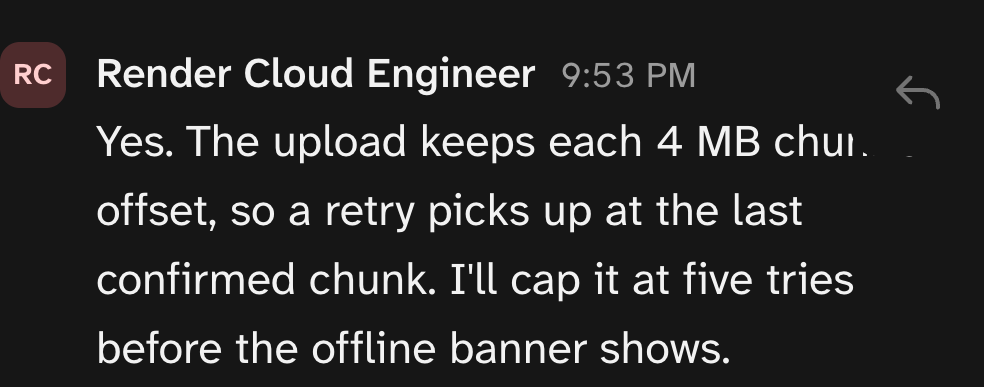 RC
Render Cloud Engineer 9:53 PM
Yes. The upload keeps each 4 MB
offset, so a retry picks up at the last
confirmed chunk. I'll cap it at five tries
before the offline banner shows.